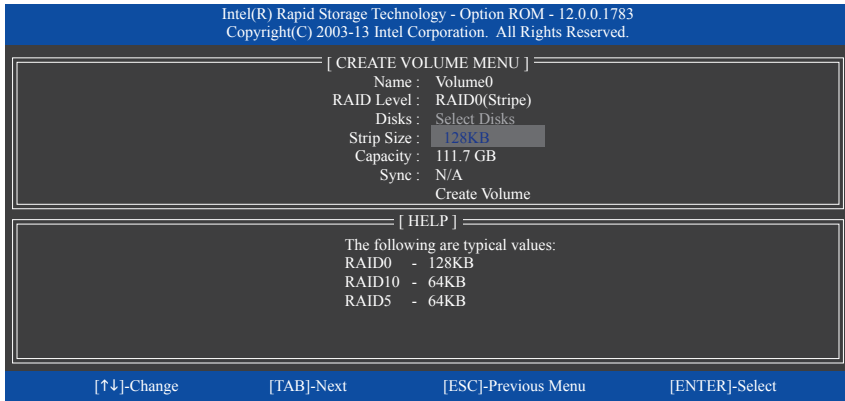 Intel(R) Rapid Storage Technology - Option ROM - 12.0.0.1783
Copyright(C) 2003-13 Intel Corporation. All Rights Reserved.
[ CREATE VOLUME MENU ]
Name : Volume0
RAID Level : RAID0(Stripe)
Disks : Select Disks
Strip Size : 128KB
Capacity : 111.7 GB
Sync : N/A
Create Volume
[ HELP ]
The following are typical values:
RAID0 - 128KB
RAID10 - 64KB
RAID5 - 64KB
[↑↓]-Change [TAB]-Next [ESC]-Previous Menu [ENTER]-Select